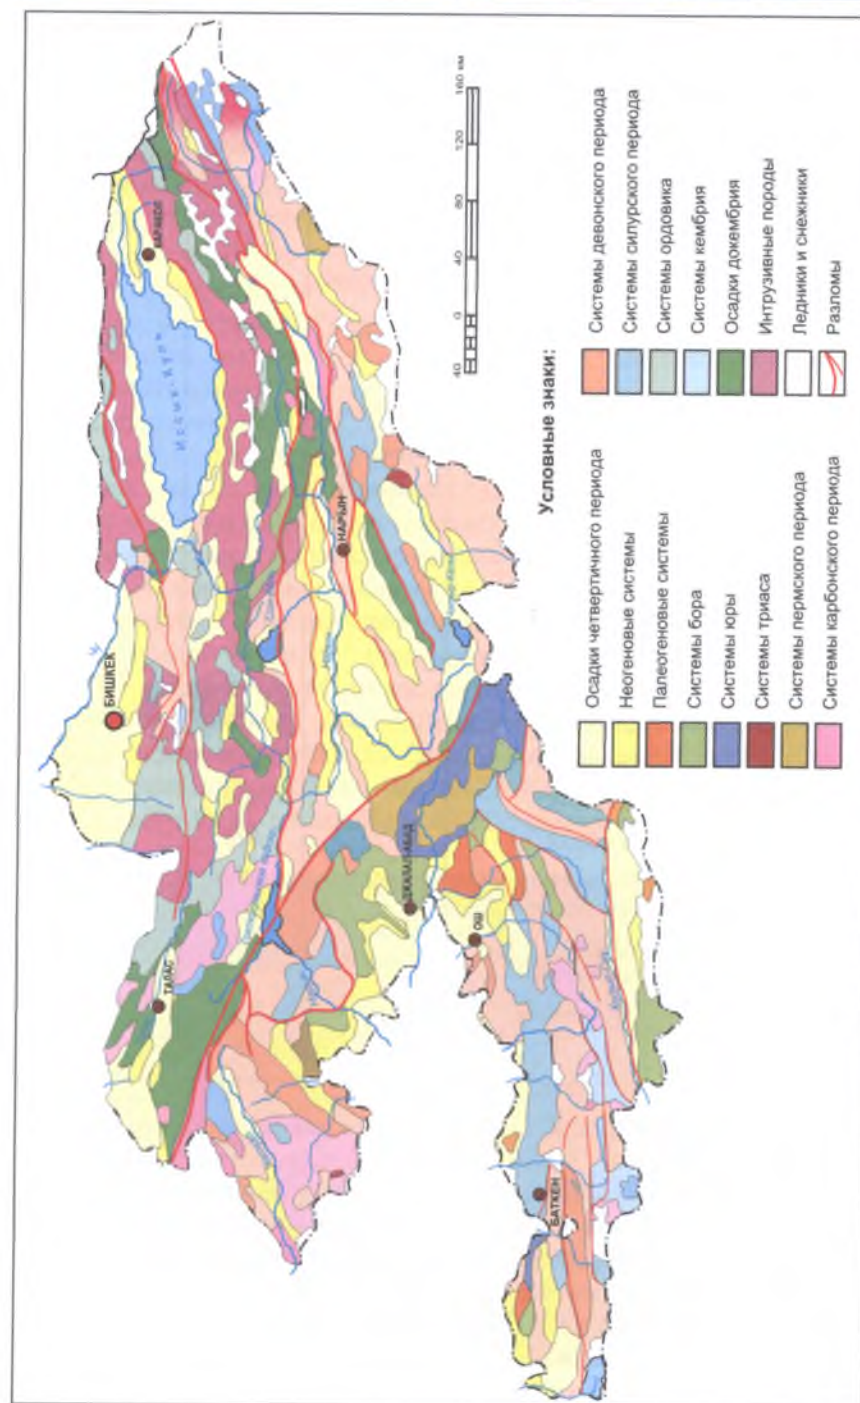 БИШКЕК
ТАЛАС
КАРАКОЛ
Иссык-Куль
НАРЫН
ДЖАЛАЛАБАД
ОШ
БАТКЕН
40 0 40 80 120 160 км
Условные знаки:
Осадки четвертичного периода
Неогеновые системы
Палеогеновые системы
Системы бора
Системы юры
Системы триаса
Системы пермского периода
Системы карбонского периода
Системы девонского периода
Системы силурского периода
Системы ордовика
Системы кембрия
Осадки докембрия
Интрузивные породы
Ледники и снежники
Разломы